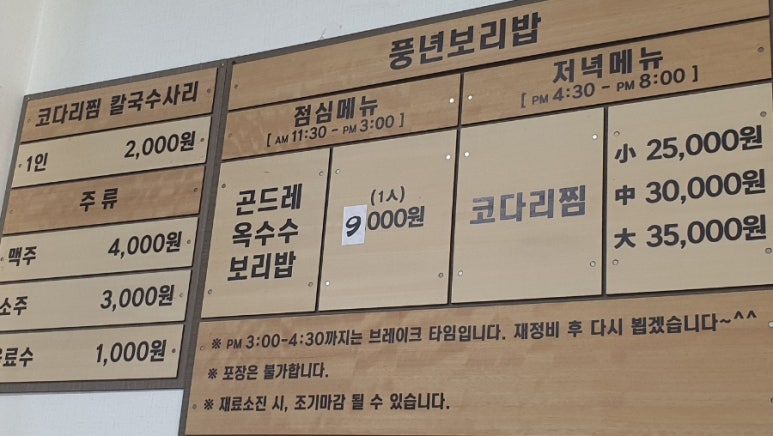 코다리찜 칼국수사리
1인 2,000원
주류
맥주 4,000원
소주 3,000원
음료수 1,000원
풍년보리밥
점심메뉴
[ AM 11:30 - PM 3:00 ]
곤드레
옥수수
보리밥
(1人)
9000원
저녁메뉴
[ PM 4:30 - PM 8:00 ]
코다리찜
小 25,000원
中 30,000원
大 35,000원
※ PM 3:00-4:30까지는 브레이크 타임입니다. 재정비 후 다시 뵙겠습니다~^^
※ 포장은 불가합니다.
※ 재료소진 시, 조기마감 될 수 있습니다.